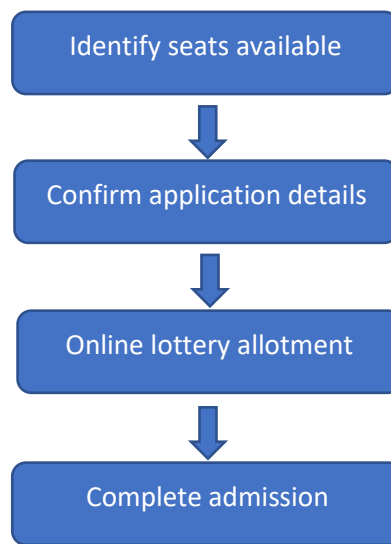 Identify seats available
Confirm application details
Online lottery allotment
Complete admission